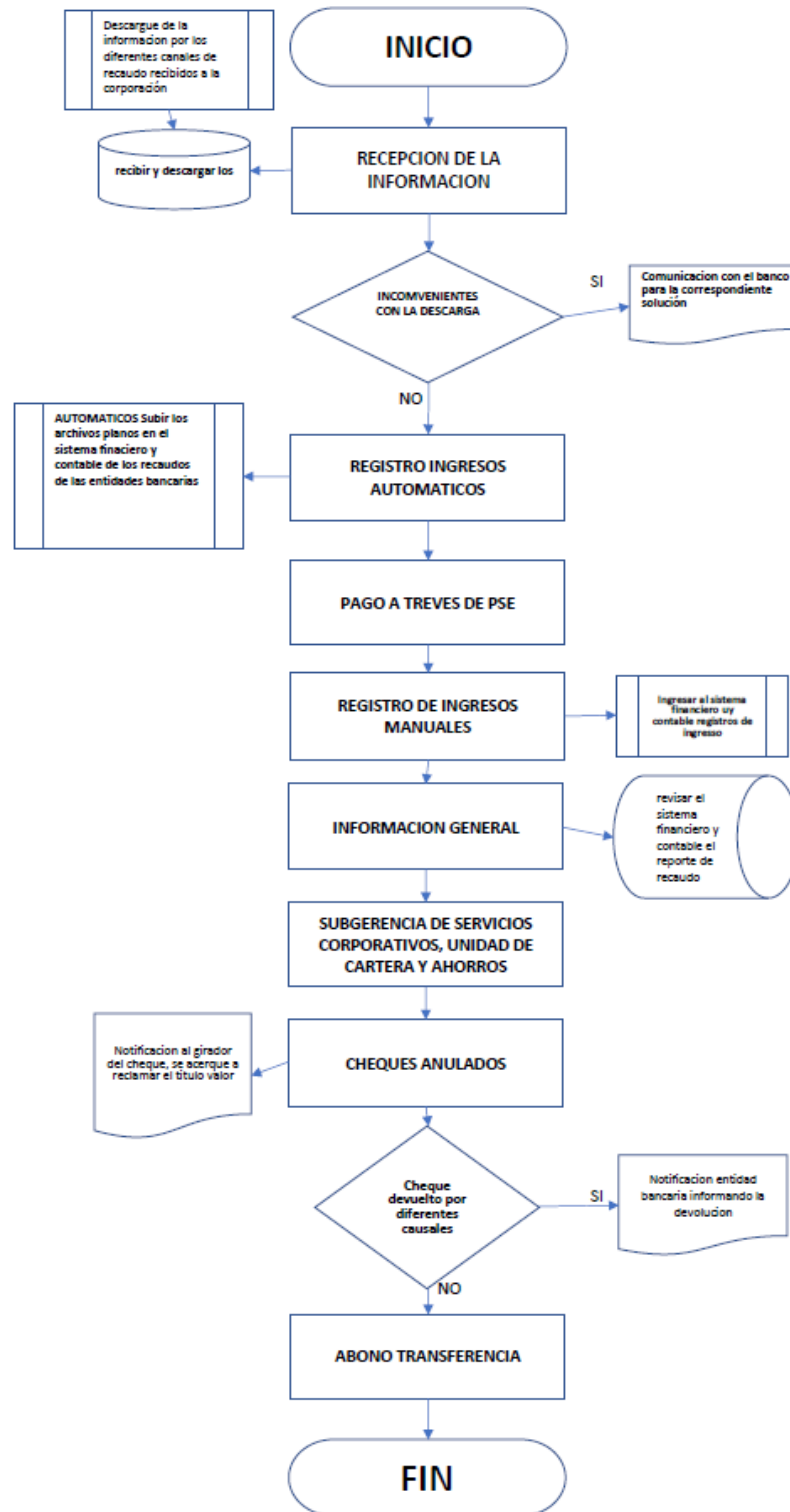 INICIO
Descargue de la
informacion por los
diferentes canales de
recaudo recibidos a la
corporación
RECEPCION DE LA
INFORMACION
recibir y descargar los
INCOMVENIENTES
CON LA DESCARGA
SI
Comunicacion con el banco
para la correspondiente
solución
NO
AUTOMATICOS Subir los
archivos planos en el
sistema finaciero y
contable de los recaudos
de las entidades bancarias
REGISTRO INGRESOS
AUTOMATICOS
PAGO A TREVES DE PSE
REGISTRO DE INGRESOS
MANUALES
Ingresar al sistema
financiero uy
contable registros de
ingresso
INFORMACION GENERAL
revisar el
sistema
financiero y
contable el
reporte de
recaudo
SUBGERENCIA DE SERVICIOS
CORPORATIVOS, UNIDAD DE
CARTERA Y AHORROS
CHEQUES ANULADOS
Notificacion al girador
del cheque, se acerque a
reclamar el título valor
Cheque
devuelto por
diferentes
causales
SI
Notificacion entidad
bancaria informando la
devolucion
NO
ABONO TRANSFERENCIA
FIN